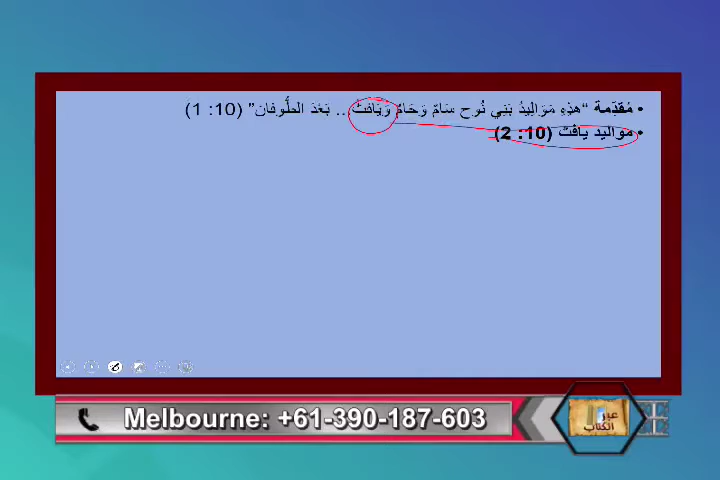 • مُقدِّمة "هذِهِ مَوَالِيدُ بَنِي نُوح سَامٌ وَحَامٌ وَيَافَثُ .. بَعْدَ الطُّوفان" (10: 1)
• مواليد يافَث (10: 2)
Melbourne: +61-390-187-603
عبر الكتاب